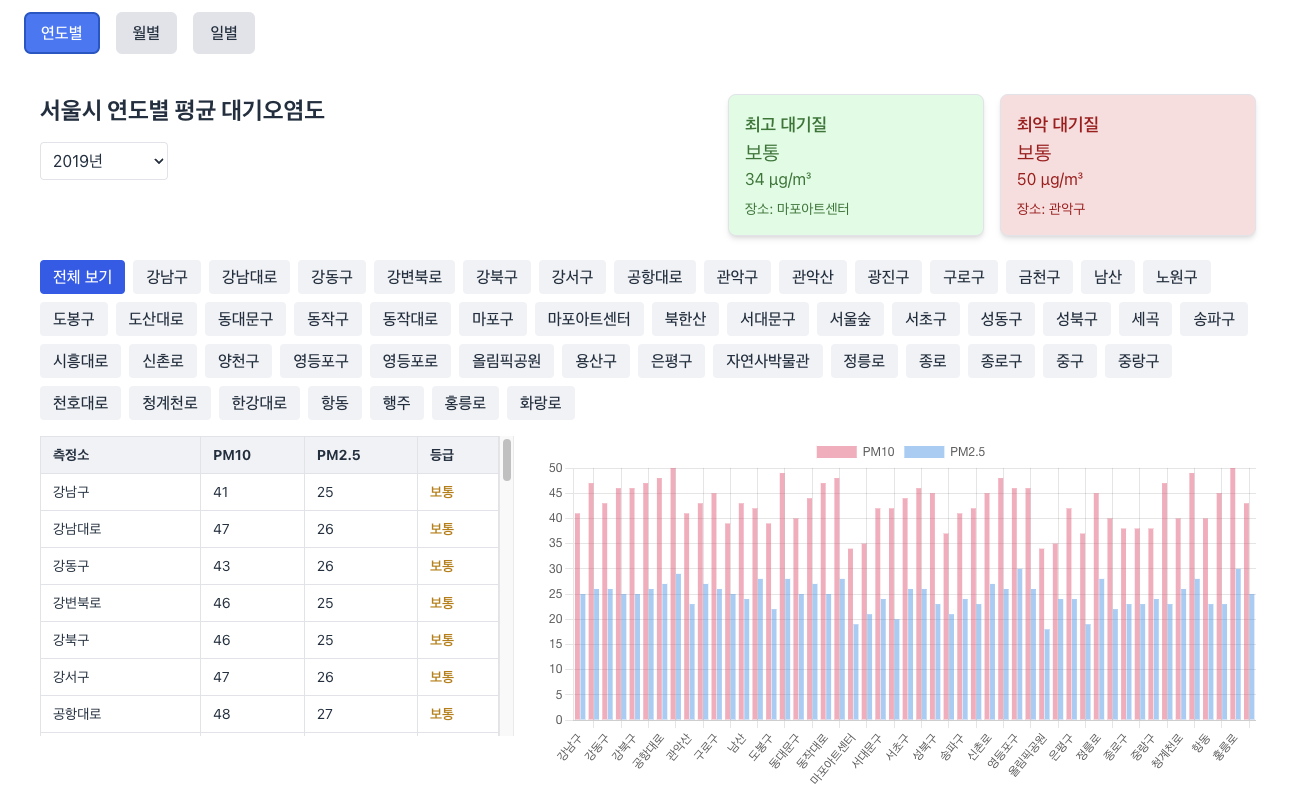 연도별 월별 일별
서울시 연도별 평균 대기오염도
2019년
최고 대기질
보통
34 µg/m³
장소: 마포아트센터
최악 대기질
보통
50 µg/m³
장소: 관악구
전체 보기 강남구 강남대로 강동구 강변북로 강북구 강서구 공항대로 관악구 관악산 광진구 구로구 금천구 남산 노원구
도봉구 도산대로 동대문구 동작구 동작대로 마포구 마포아트센터 북한산 서대문구 서울숲 서초구 성동구 성북구 세곡 송파구
시흥대로 신촌로 양천구 영등포구 영등포로 올림픽공원 용산구 은평구 자연사박물관 정릉로 종로 종로구 중구 중랑구
천호대로 청계천로 한강대로 항동 행주 홍릉로 화랑로
측정소 PM10 PM2.5 등급
강남구 41 25 보통
강남대로 47 26 보통
강동구 43 26 보통
강변북로 46 25 보통
강북구 46 25 보통
강서구 47 26 보통
공항대로 48 27 보통
PM10 PM2.5
50
45
40
35
30
25
20
15
10
5
0
강남구 강동구 강북구 공항대로 관악산 구로구 남산 도봉구 동대문구 동작대로 마포아트센터 서대문구 서초구 성북구 송파구 신촌로 영등포구 올림픽공원 은평구 정릉로 종로구 중랑구 청계천로 항동 홍릉로